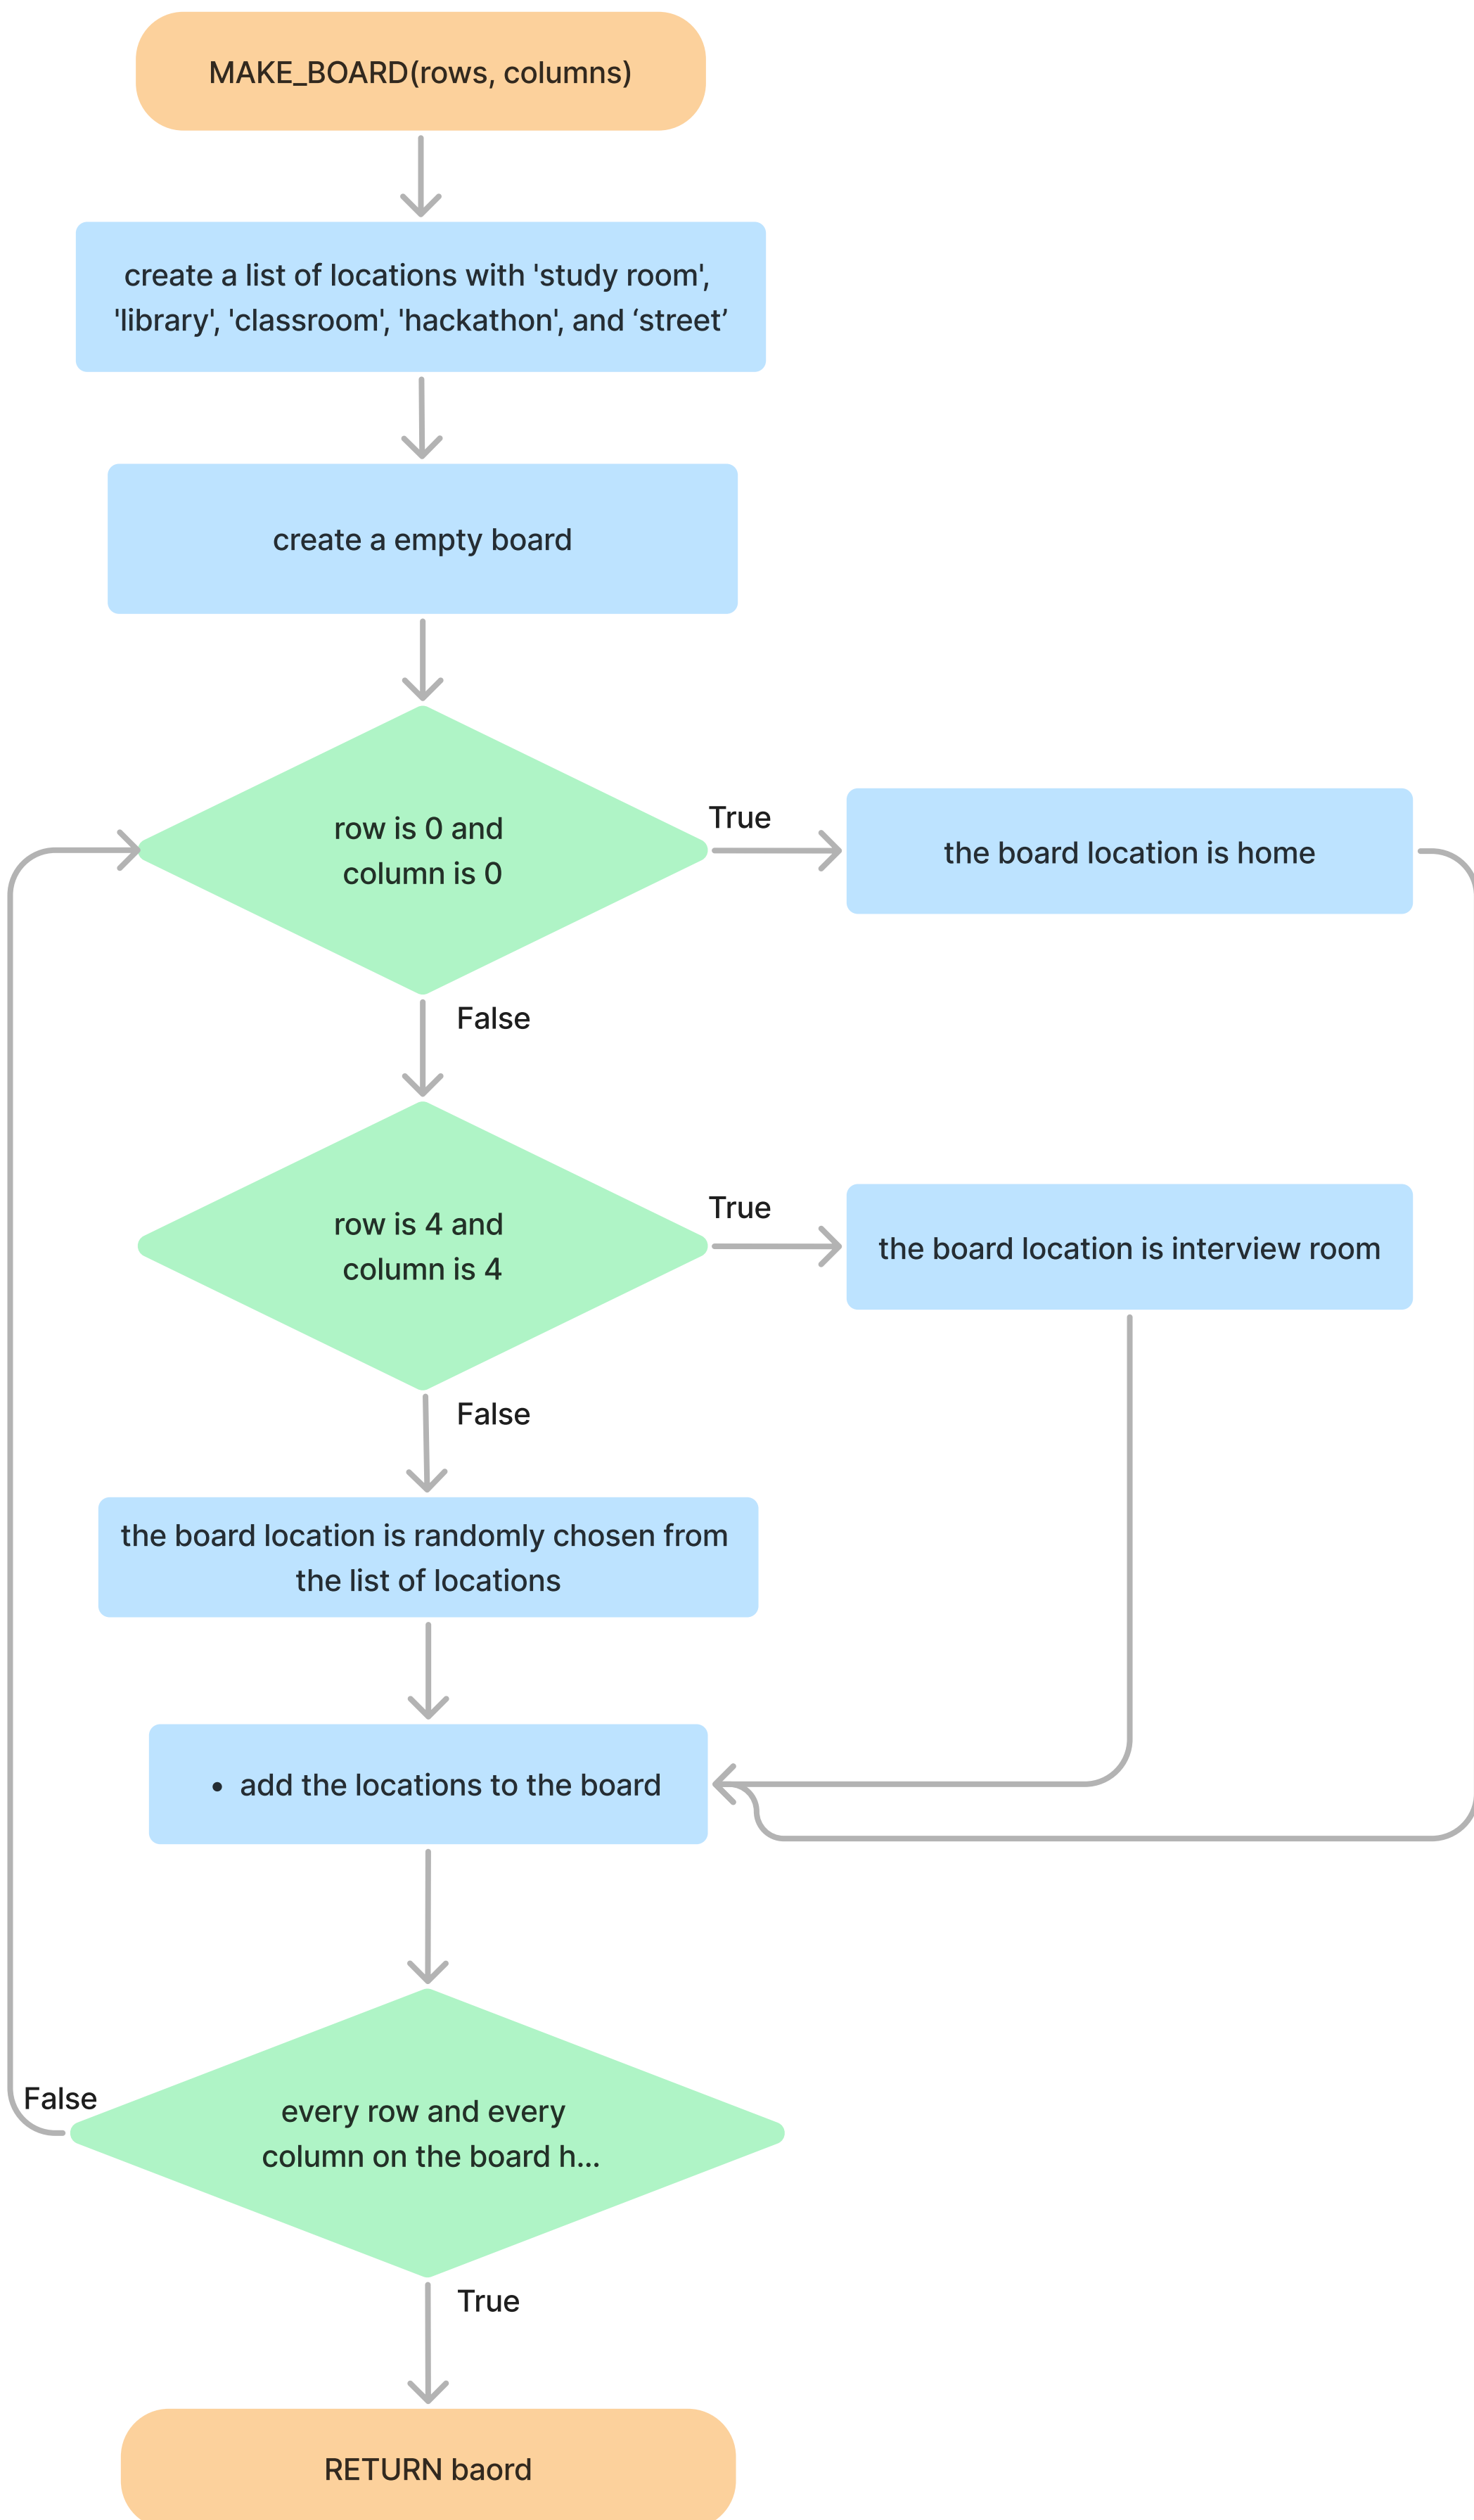 MAKE_BOARD(rows, columns)
create a list of locations with 'study room',
'library', 'classroom', 'hackathon', and ‘street’
create a empty board
row is 0 and
column is 0
True
the board location is home
False
row is 4 and
column is 4
True
the board location is interview room
False
the board location is randomly chosen from
the list of locations
• add the locations to the board
False
every row and every
column on the board h...
True
RETURN baord